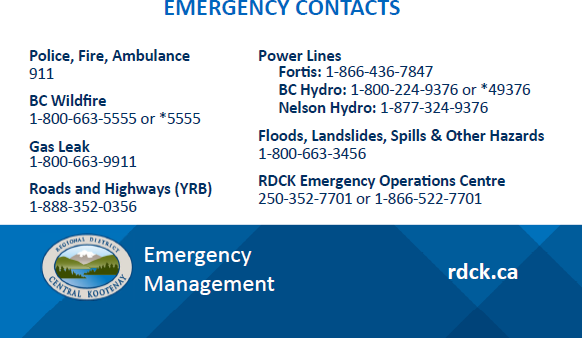 EMERGENCY CONTACTS
Police, Fire, Ambulance
911
BC Wildfire
1-800-663-5555 or *5555
Gas Leak
1-800-663-9911
Roads and Highways (YRB)
1-888-352-0356
Power Lines
Fortis: 1-866-436-7847
BC Hydro: 1-800-224-9376 or *49376
Nelson Hydro: 1-877-324-9376
Floods, Landslides, Spills & Other Hazards
1-800-663-3456
RDCK Emergency Operations Centre
250-352-7701 or 1-866-522-7701
REGIONAL DISTRICT
CENTRAL KOOTENAY
Emergency
Management
rdck.ca